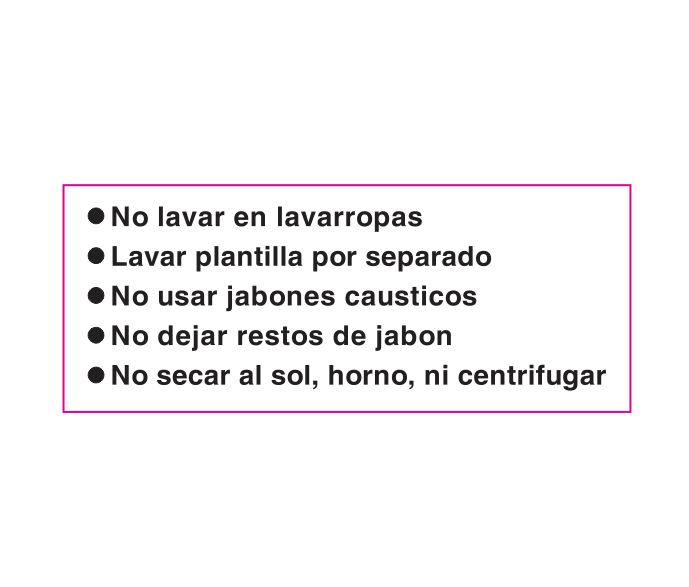 ● No lavar en lavarropas
● Lavar plantilla por separado
● No usar jabones causticos
● No dejar restos de jabon
● No secar al sol, horno, ni centrifugar